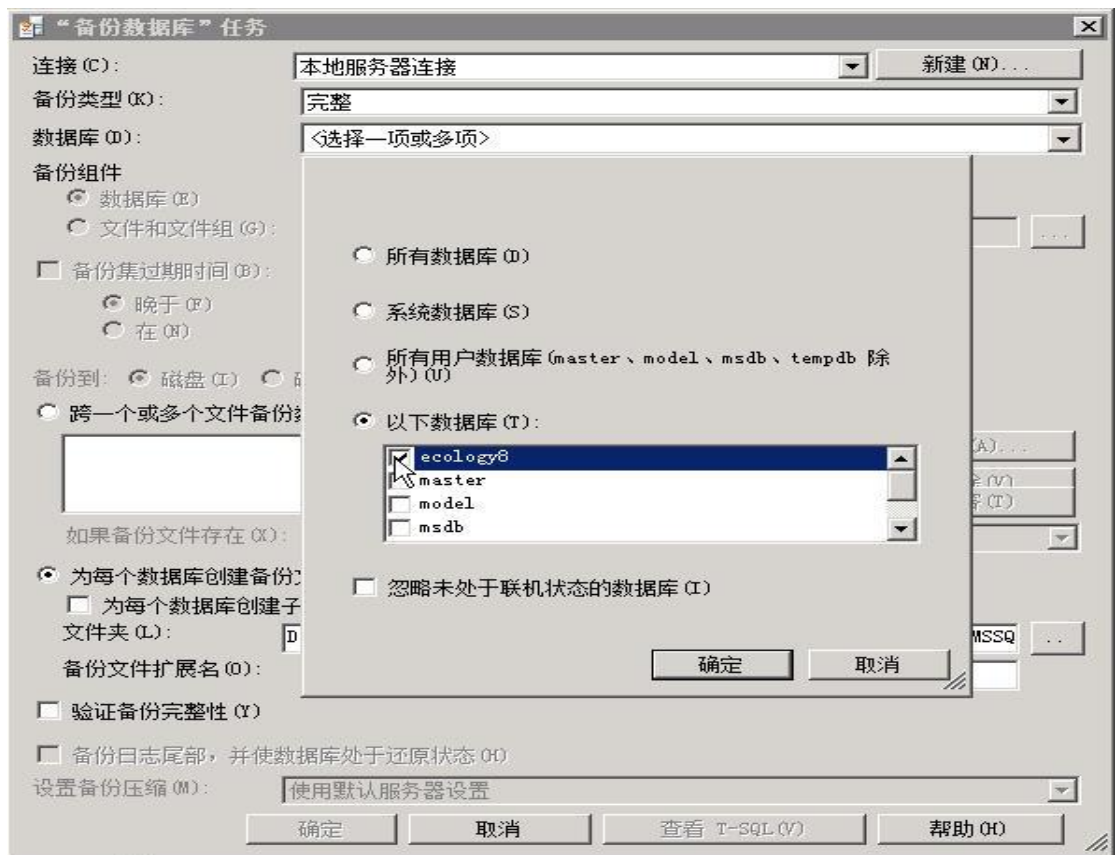 “备份数据库”任务
连接(C):
本地服务器连接
新建(N)...
备份类型(K):
完整
数据库(D):
<选择一项或多项>
备份组件
数据库(E)
文件和文件组(G):
...
备份集过期时间(B):
晚于(F)
在(N)
备份到:
磁盘(I)
跨一个或多个文件备份
(A)...
(V)
(T)
如果备份文件存在(X):
为每个数据库创建备份
为每个数据库创建子
文件夹(L):
D
MSSQ
..
备份文件扩展名(O):
所有数据库(D)
系统数据库(S)
所有用户数据库(master、model、msdb、tempdb 除
外)(U)
以下数据库(T):
ecology8
master
model
msdb
忽略未处于联机状态的数据库(I)
确定
取消
验证备份完整性(Y)
备份日志尾部，并使数据库处于还原状态(H)
设置备份压缩(M):
使用默认服务器设置
确定
取消
查看 T-SQL(V)
帮助(H)